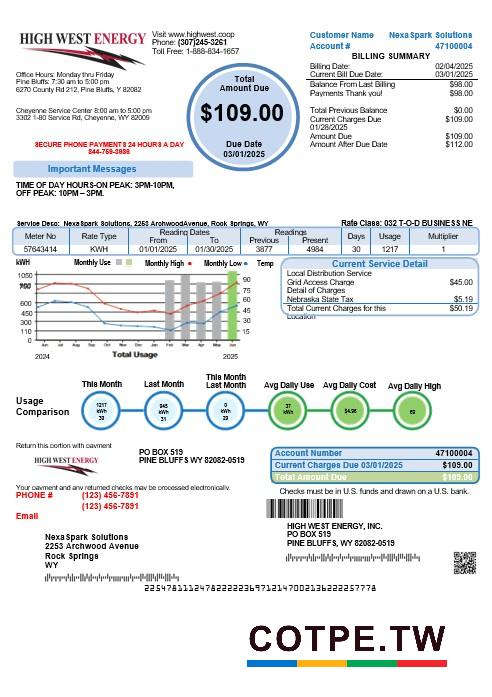 HIGH WEST ENERGY
Visit www.highwest.coop
Phone: (307)245-3261
Toll Free: 1-888-834-1657
Customer Name NexaSpark Solutions
Account # 47100004
BILLING SUMMARY
Billing Date: 02/04/2025
Current Bill Due Date: 03/01/2025
Balance From Last Billing $98.00
Payments Thank you! $98.00
Total Previous Balance $0.00
Current Charges Due $109.00
01/28/2025
Amount Due $109.00
Amount After Due Date $112.00
Office Hours: Monday thru Friday
Pine Bluffs: 7:30 am to 5:00 pm
6270 County Rd 212, Pine Bluffs, Y 82082
Cheyenne Service Center 8:00 am to 5:00 pm
3302 1-80 Service Rd, Cheyenne, WY 82009
Total
Amount Due
$109.00
Due Date
03/01/2025
SECURE PHONE PAYMENTS 24 HOURS A DAY
844-759-3986
Important Messages
TIME OF DAY HOURS-ON PEAK: 3PM-10PM,
OFF PEAK: 10PM – 3PM.
Service Desc: NexaSpark Solutions, 2253 ArchwoodAvenue, Rock Springs, WY
Rate Class: 032 T-O-D BUSINESS NE
Meter No Rate Type Reading Dates Readings Days Usage Multiplier
From To Previous Present
57643414 KWH 01/01/2025 01/30/2025 3877 4984 30 1217 1
kWH Monthly Use Monthly High Monthly Low Temp
1050
900
750
600
450
300
110
0
90
75
60
45
30
15
0
2024 Total Usage 2025
Current Service Detail
Local Distribution Service
Grid Access Charge $45.00
Detail of Charges
Nebraska State Tax $5.19
Total Current Charges for this $50.19
Location
Usage
Comparison
This Month
1217
kWh
30
Last Month
945
kWh
31
This Month
Last Month
0
kWh
29
Avg Daily Use
37
kWh
Avg Daily Cost
$4.96
Avg Daily High
69
Return this portion with payment
HIGH WEST ENERGY
PO BOX 519
PINE BLUFFS WY 82082-0519
Account Number 47100004
Current Charges Due 03/01/2025 $109.00
Total Amount Due $109.00
Your payment and any returned checks may be processed electronically.
Checks must be in U.S. funds and drawn on a U.S. bank.
PHONE # (123) 456-7891
(123) 456-7891
Email
NexaSpark Solutions
2253 Archwood Avenue
Rock Springs
WY
HIGH WEST ENERGY, INC.
PO BOX 519
PINE BLUFFS, WY 82082-0519
COTPE.TW